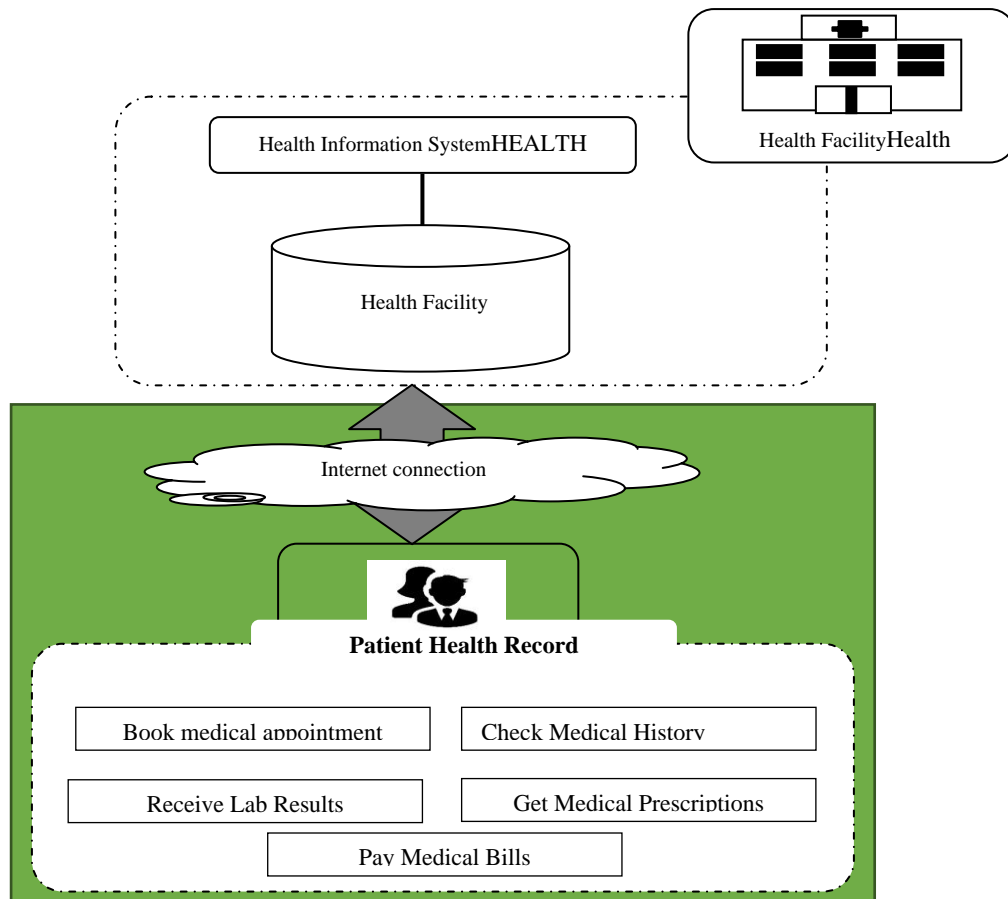 Health FacilityHealth
Health Information SystemHEALTH
Health Facility
Internet connection
Patient Health Record
Book medical appointment
Check Medical History
Receive Lab Results
Get Medical Prescriptions
Pay Medical Bills